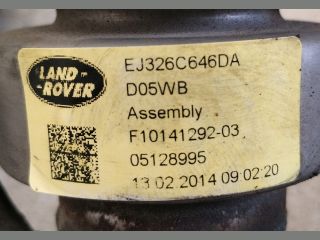 LAND-
-ROVER
EJ326C646DA
D05WB
Assembly
F10141292-03
05128995
13.02.2014 09:02:20